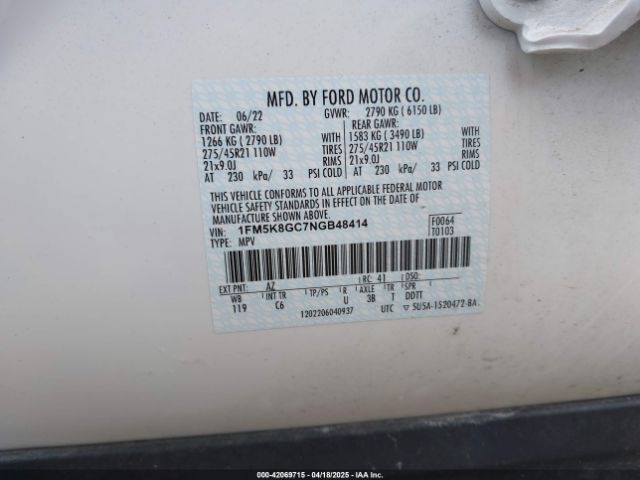 MFD. BY FORD MOTOR CO.
DATE: 06/22 GVWR: 2790 KG ( 6150 LB)
FRONT GAWR: REAR GAWR:
1266 KG ( 2790 LB) WITH 1583 KG ( 3490 LB) WITH
275/45R21 110W TIRES 275/45R21 110W TIRES
21x9.0J RIMS 21x9.0J RIMS
AT 230 kPa/ 33 PSI COLD AT 230 kPa/ 33 PSI COLD
THIS VEHICLE CONFORMS TO ALL APPLICABLE FEDERAL MOTOR
VEHICLE SAFETY STANDARDS IN EFFECT ON THE DATE OF
MANUFACTURE SHOWN ABOVE.
VIN: 1FM5K8GC7NGB48414 F0064
TYPE: MPV T0103
EXT PNT: AZ RC: 41 DSO:
WB INT TR TP/PS R AXLE TR SPR
119 C6 U 3B T DDTT
1202206040937 UTC ▽ 5U5A-1520472-BA
000-42069715 - 04/18/2025 - IAAI.COM